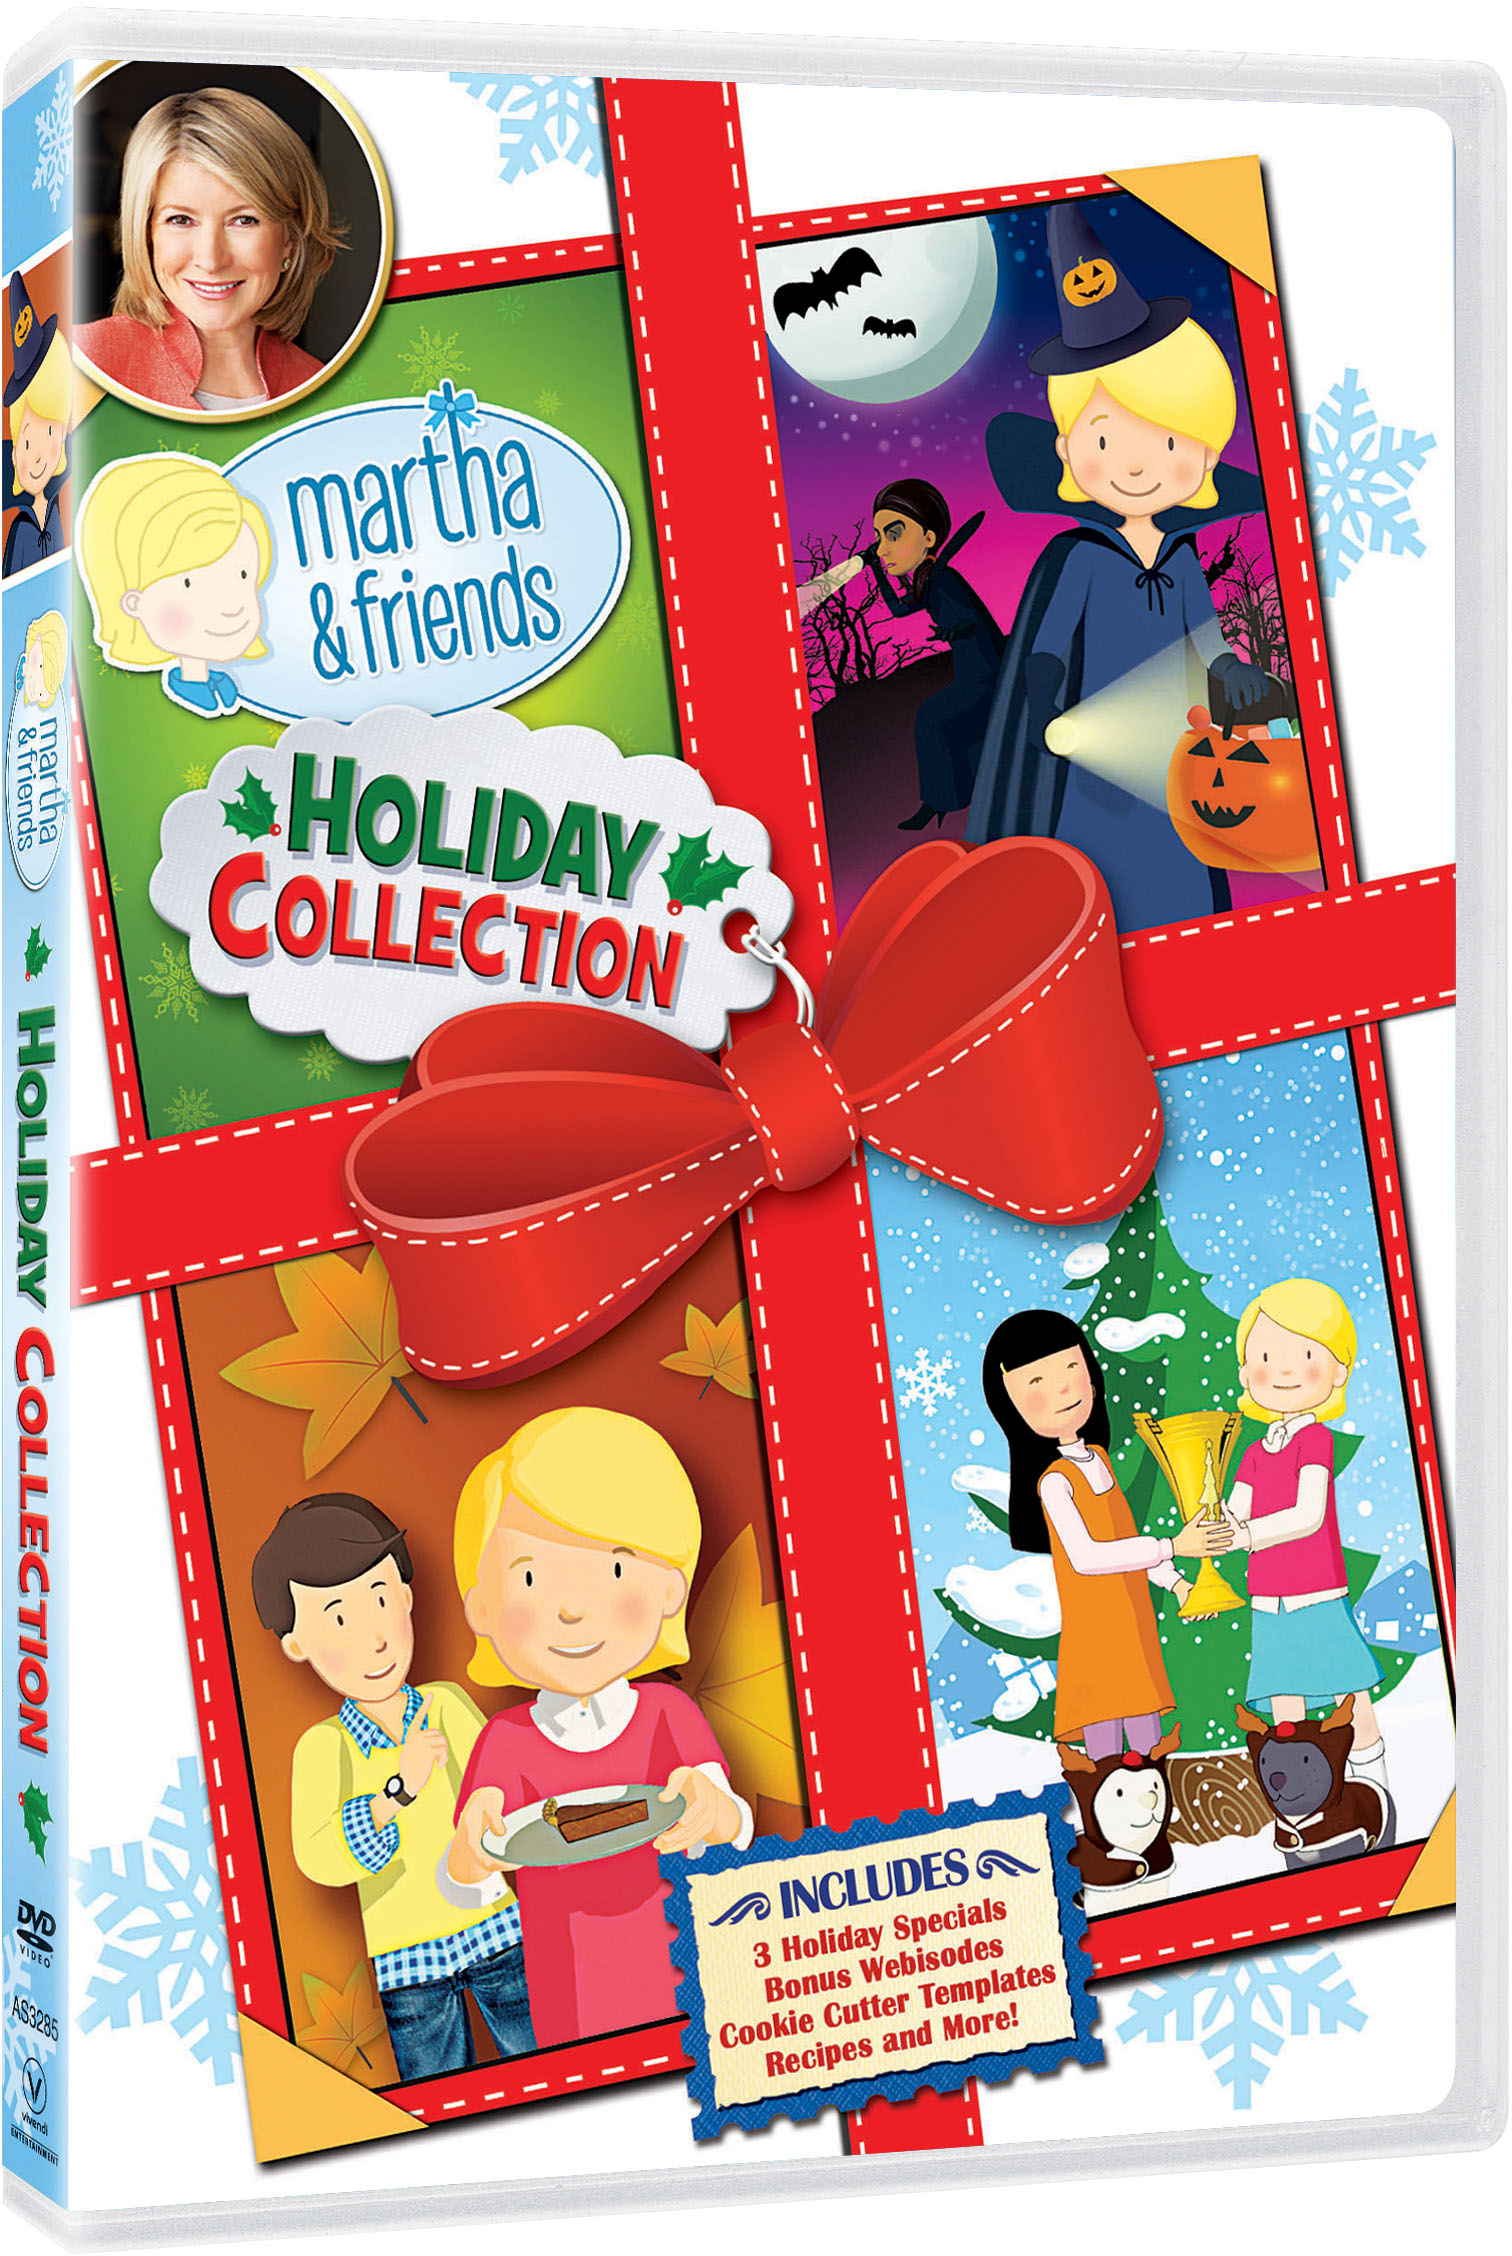 martha
& friends
HOLIDAY
COLLECTION
INCLUDES
3 Holiday Specials
Bonus Webisodes
Cookie Cutter Templates
Recipes and More!
martha
& friends
HOLIDAY COLLECTION
DVD
VIDEO
AS3285
V
vivendi
ENTERTAINMENT